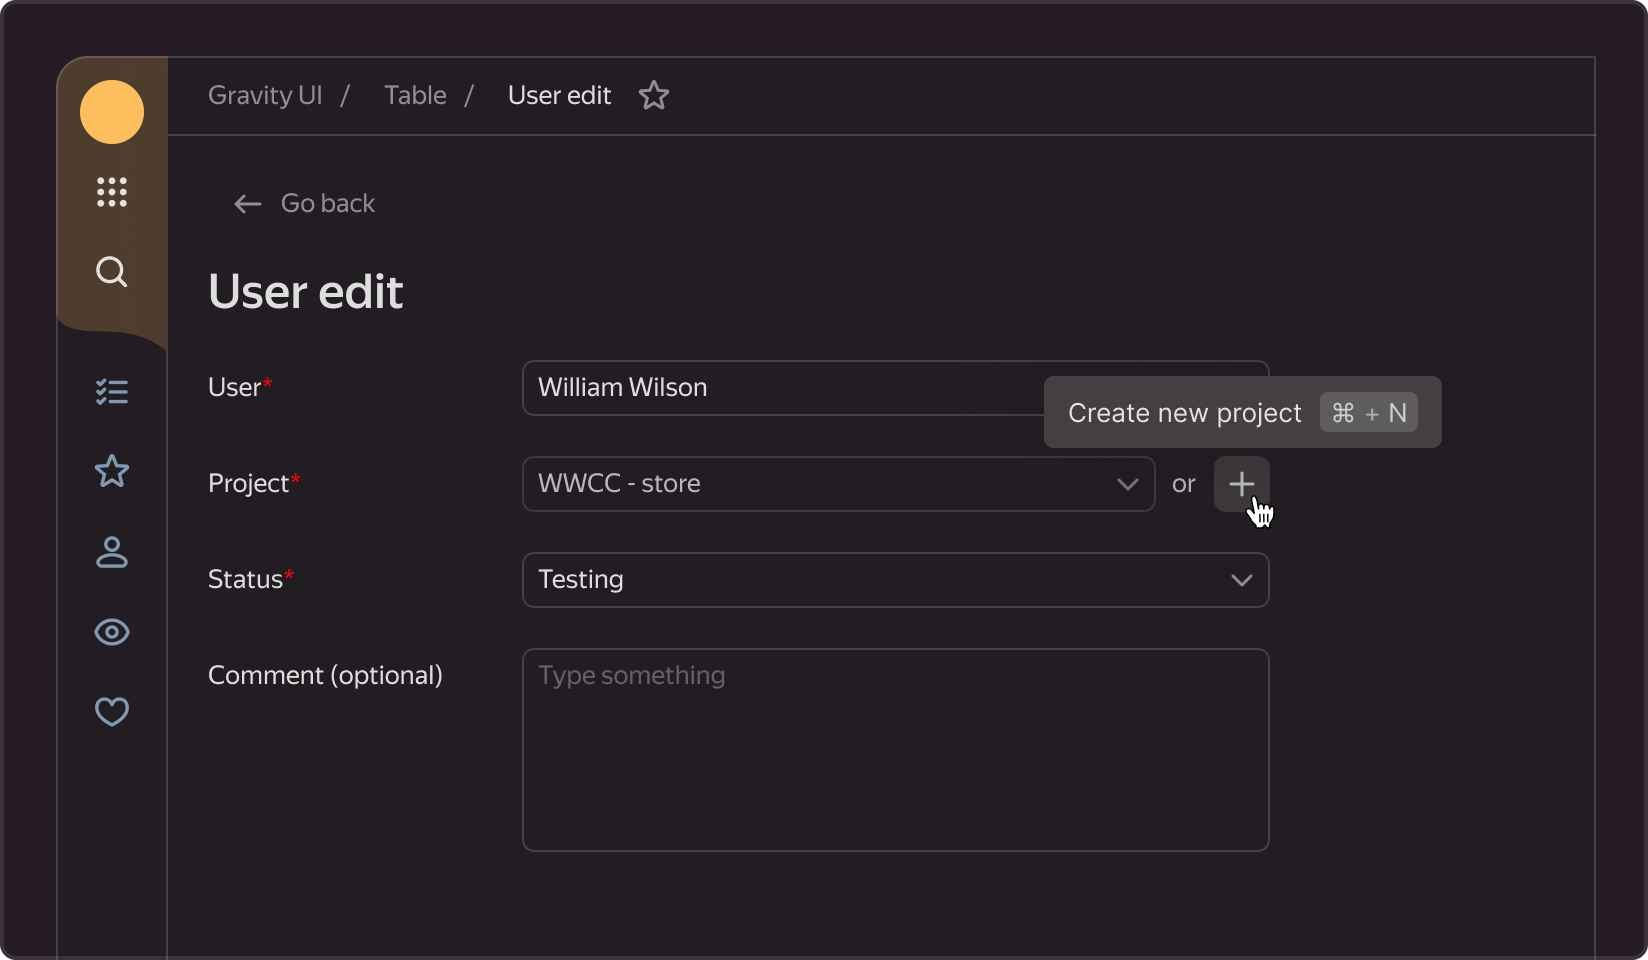 Gravity UI / Table / User edit
Go back
User edit
User*
William Wilson
Create new project ⌘ + N
Project*
WWCC - store
or
Status*
Testing
Comment (optional)
Type something